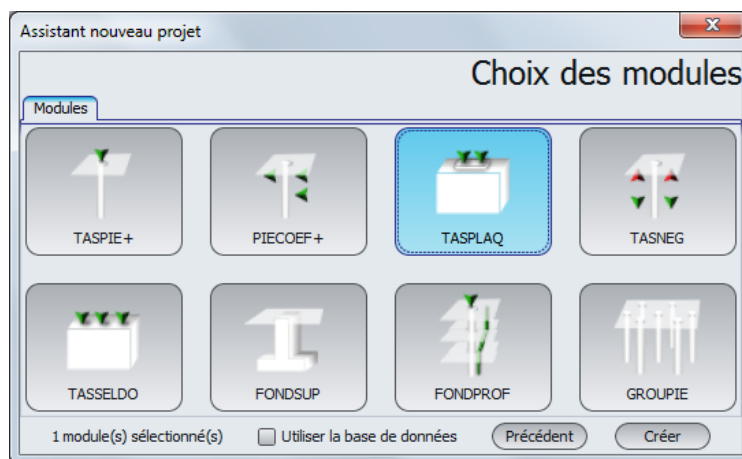 Assistant nouveau projet
Choix des modules
Modules
TASPIE+
PIECOEF+
TASPLAQ
TASNEG
TASSELDO
FONDSUP
FONDPROF
GROUPIE
1 module(s) sélectionné(s)
Utiliser la base de données
Précédent
Créer